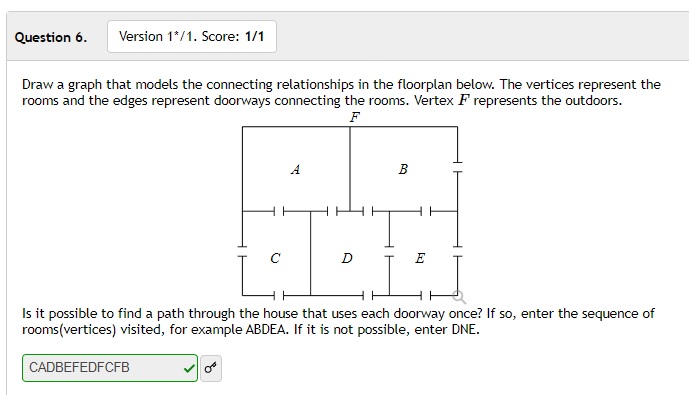 Question 6.
Version 1*/1. Score: 1/1
Draw a graph that models the connecting relationships in the floorplan below. The vertices represent the
rooms and the edges represent doorways connecting the rooms. Vertex F represents the outdoors.
F
A
B
C
D
E
Is it possible to find a path through the house that uses each doorway once? If so, enter the sequence of
rooms(vertices) visited, for example ABDEA. If it is not possible, enter DNE.
CADBEFEDFCFB